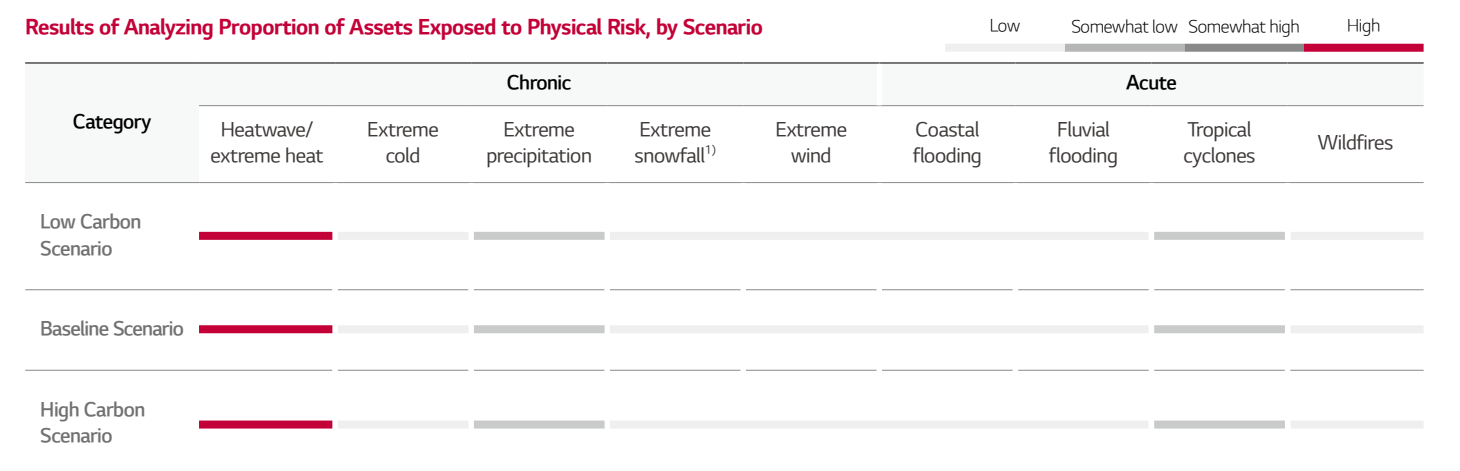 Results of Analyzing Proportion of Assets Exposed to Physical Risk, by Scenario
Low Somewhat low Somewhat high High
Category
Chronic Acute
Heatwave/
extreme heat
Extreme
cold
Extreme
precipitation
Extreme
snowfall¹⁾
Extreme
wind
Coastal
flooding
Fluvial
flooding
Tropical
cyclones
Wildfires
Low Carbon
Scenario
Baseline Scenario
High Carbon
Scenario